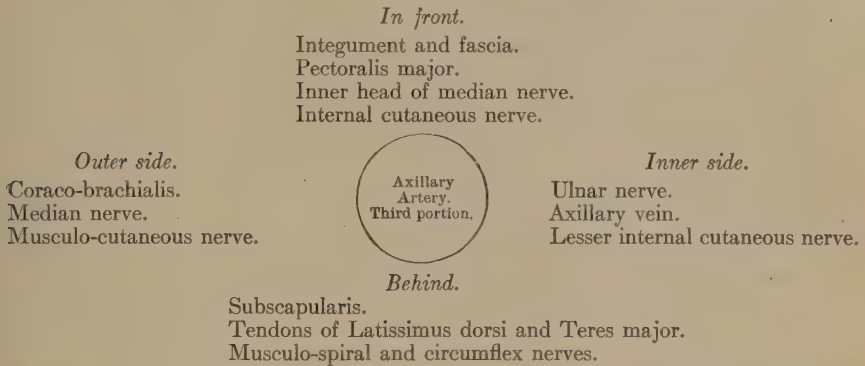 In front.
Integument and fascia.
Pectoralis major.
Inner head of median nerve.
Internal cutaneous nerve.
Outer side.
Coraco-brachialis.
Median nerve.
Musculo-cutaneous nerve.
Axillary
Artery.
Third portion.
Inner side.
Ulnar nerve.
Axillary vein.
Lesser internal cutaneous nerve.
Behind.
Subscapularis.
Tendons of Latissimus dorsi and Teres major.
Musculo-spiral and circumflex nerves.